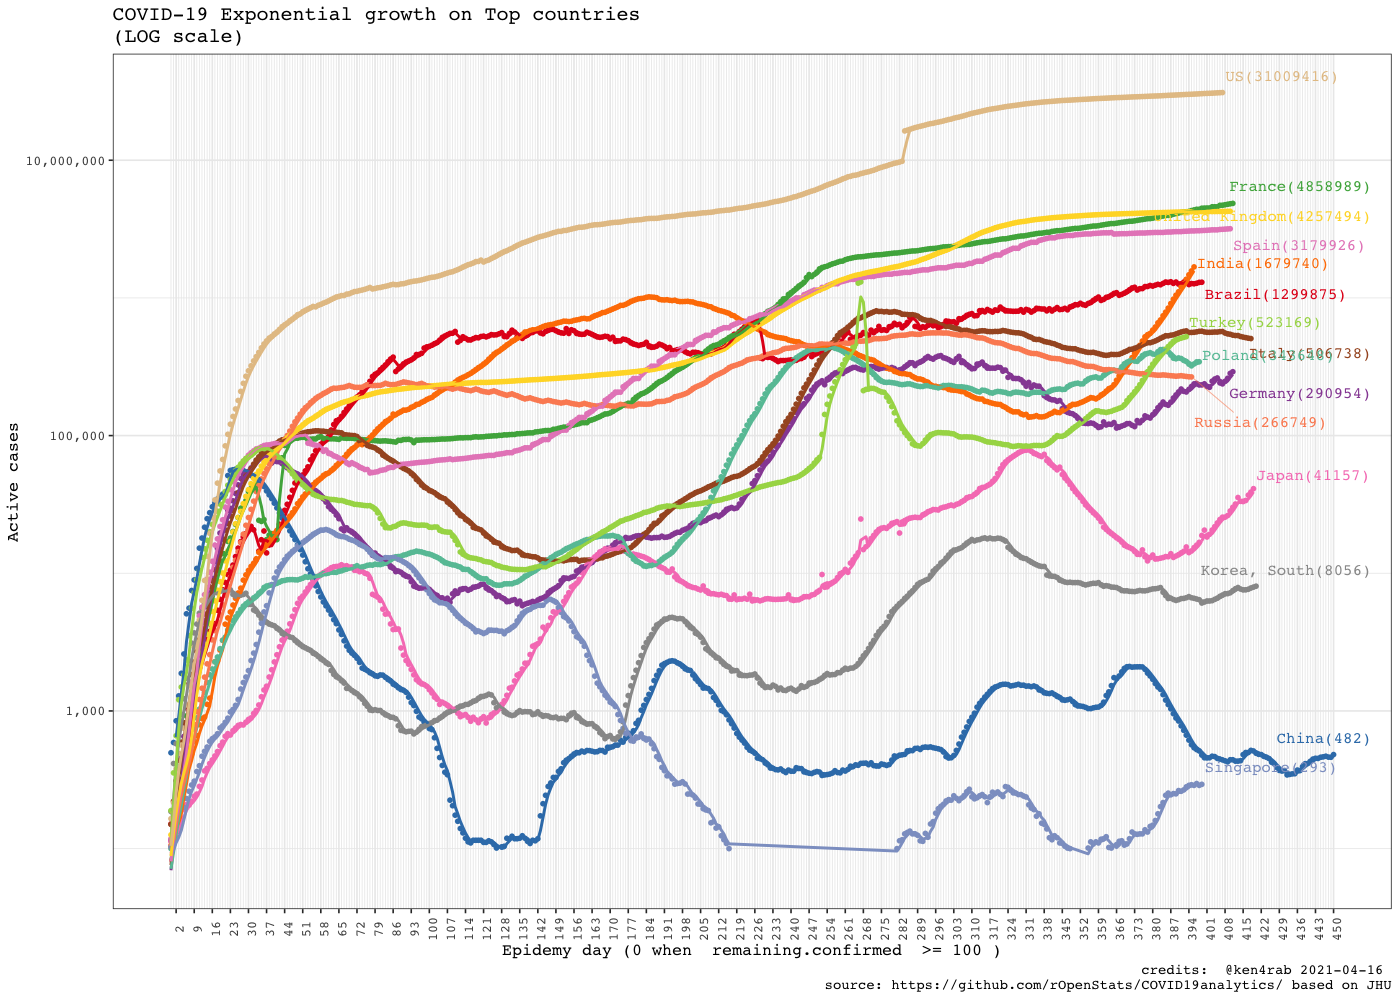 COVID-19 Exponential growth on Top countries
(LOG scale)
US(31009416)
10,000,000
France(4858989)
United Kingdom(4257494)
Spain(3179926)
India(1679740)
Brazil(1299875)
Turkey(523169)
Italy(506738)
Germany(290954)
Russia(266749)
100,000
Japan(41157)
Korea, South(8056)
1,000
China(482)
Singapore(293)
Active cases
2 9 16 23 30 37 44 51 58 65 72 79 86 93 100 107 114 121 128 135 142 149 156 163 170 177 184 191 198 205 212 219 226 233 240 247 254 261 268 275 282 289 296 303 310 317 324 331 338 345 352 359 366 373 380 387 394 401 408 415 422 429 436 443 450
Epidemy day (0 when remaining.confirmed >= 100 )
credits: @ken4rab 2021-04-16
source: https://github.com/rOpenStats/COVID19analytics/ based on JHU